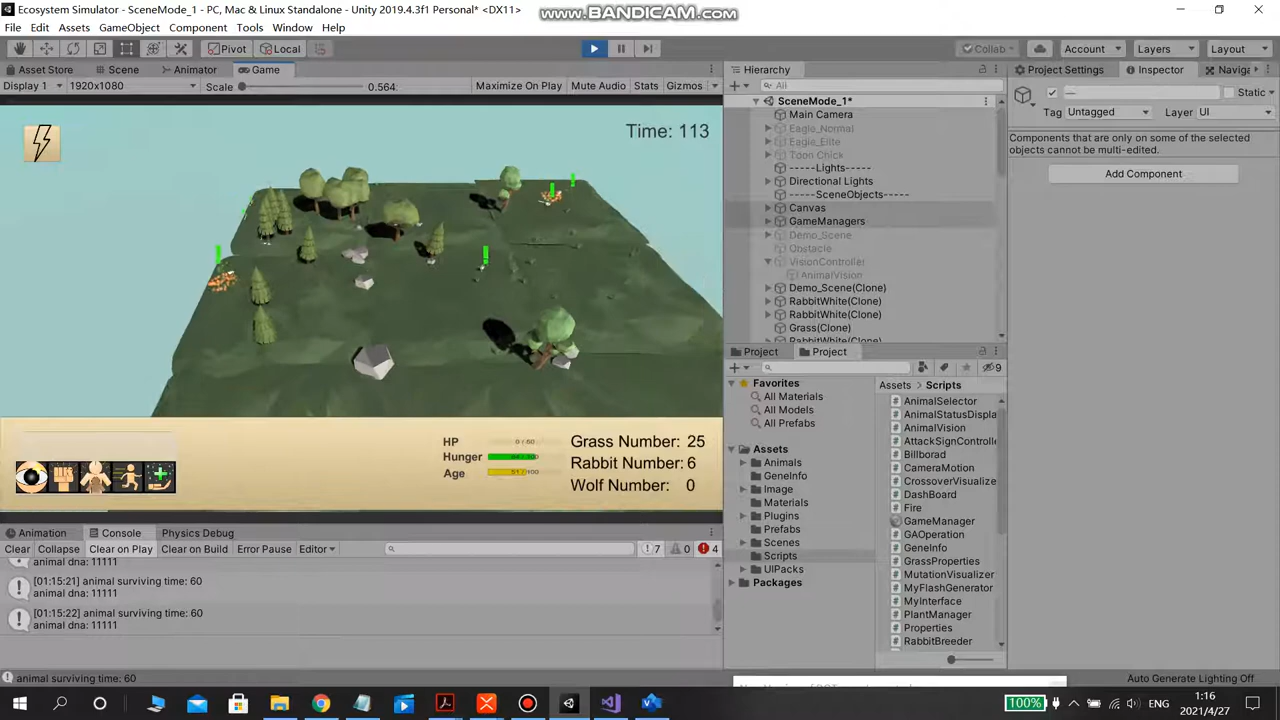 Ecosystem Simulator - SceneMode_1 - PC, Mac & Linux Standalone - Unity 2019.4.3f1 Personal* <DX11>
www.BANDICAM.com
File Edit Assets GameObject Component Tools Window Help
Pivot Local Collab Account Layers Layout
Asset Store Scene Animator Game
Display 1 1920x1080 Scale 0.564 Maximize On Play Mute Audio Stats Gizmos
Time: 113
HP 0 / 60
Hunger
Age 51 / 100
Grass Number: 25
Rabbit Number: 6
Wolf Number: 0
Animation Console Physics Debug
Clear Collapse Clear on Play Clear on Build Error Pause Editor 7 0 4
animal dna: 11111
[01:15:21] animal surviving time: 60
animal dna: 11111
[01:15:22] animal surviving time: 60
animal dna: 11111
animal surviving time: 60
Hierarchy
All
SceneMode_1*
Main Camera
Eagle_Normal
Eagle_Elite
Toon Chick
-----Lights-----
Directional Lights
-----SceneObjects-----
Canvas
GameManagers
Demo_Scene
Obstacle
VisionController
AnimalVision
Demo_Scene(Clone)
RabbitWhite(Clone)
RabbitWhite(Clone)
Grass(Clone)
RabbitWhite(Clone)
Project Project
9
Favorites
All Materials
All Models
All Prefabs
Assets
Animals
GeneInfo
Image
Materials
Plugins
Prefabs
Scenes
Scripts
UIPacks
Packages
Assets Scripts
AnimalSelector
AnimalStatusDispla
AnimalVision
AttackSignControlle
Billborad
CameraMotion
CrossoverVisualize
DashBoard
Fire
GameManager
GAOperation
GeneInfo
GrassProperties
MutationVisualizer
MyFlashGenerator
MyInterface
PlantManager
Properties
RabbitBreeder
Project Settings Inspector Naviga
Static
Tag Untagged Layer UI
Components that are only on some of the selected
objects cannot be multi-edited.
Add Component
Auto Generate Lighting Off
100% ENG 1:16
2021/4/27